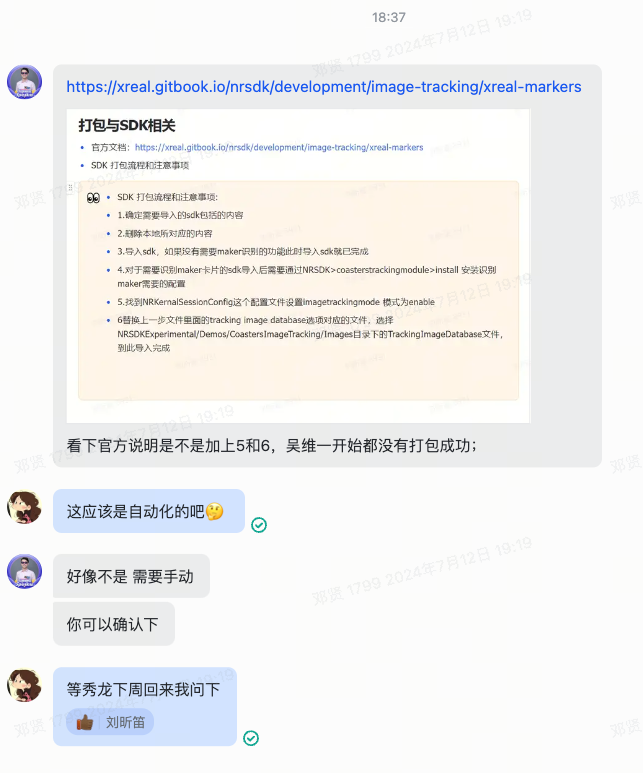 18:37
https://xreal.gitbook.io/nrsdk/development/image-tracking/xreal-markers
打包与SDK相关
• 官方文档：https://xreal.gitbook.io/nrsdk/development/image-tracking/xreal-markers
• SDK 打包流程和注意事项
👀 • SDK 打包流程和注意事项:
• 1.确定需要导入的sdk包括的内容
• 2.删除本地所对应的内容
• 3.导入sdk，如果没有需要maker识别的功能此时导入sdk就已完成
• 4.对于需要识别maker卡片的sdk导入后需要通过NRSDK>coasterstrackingmodule>install 安装识别
maker需要的配置
• 5.找到NRKernalSessionConfig这个配置文件设置Imagetrackingmode 模式为enable
• 6替换上一步文件里面的tracking image database选项对应的文件，选择
NRSDKExperimental/Demos/CoastersImageTracking/Images目录下的TrackingImageDatabase文件，
到此导入完成
看下官方说明是不是加上5和6，吴维一开始都没有打包成功；
这应该是自动化的吧🤔
好像不是 需要手动
你可以确认下
等秀龙下周回来我问下
👍🏿 刘昕笛
邓贤 1799 2024年7月12日 19:19